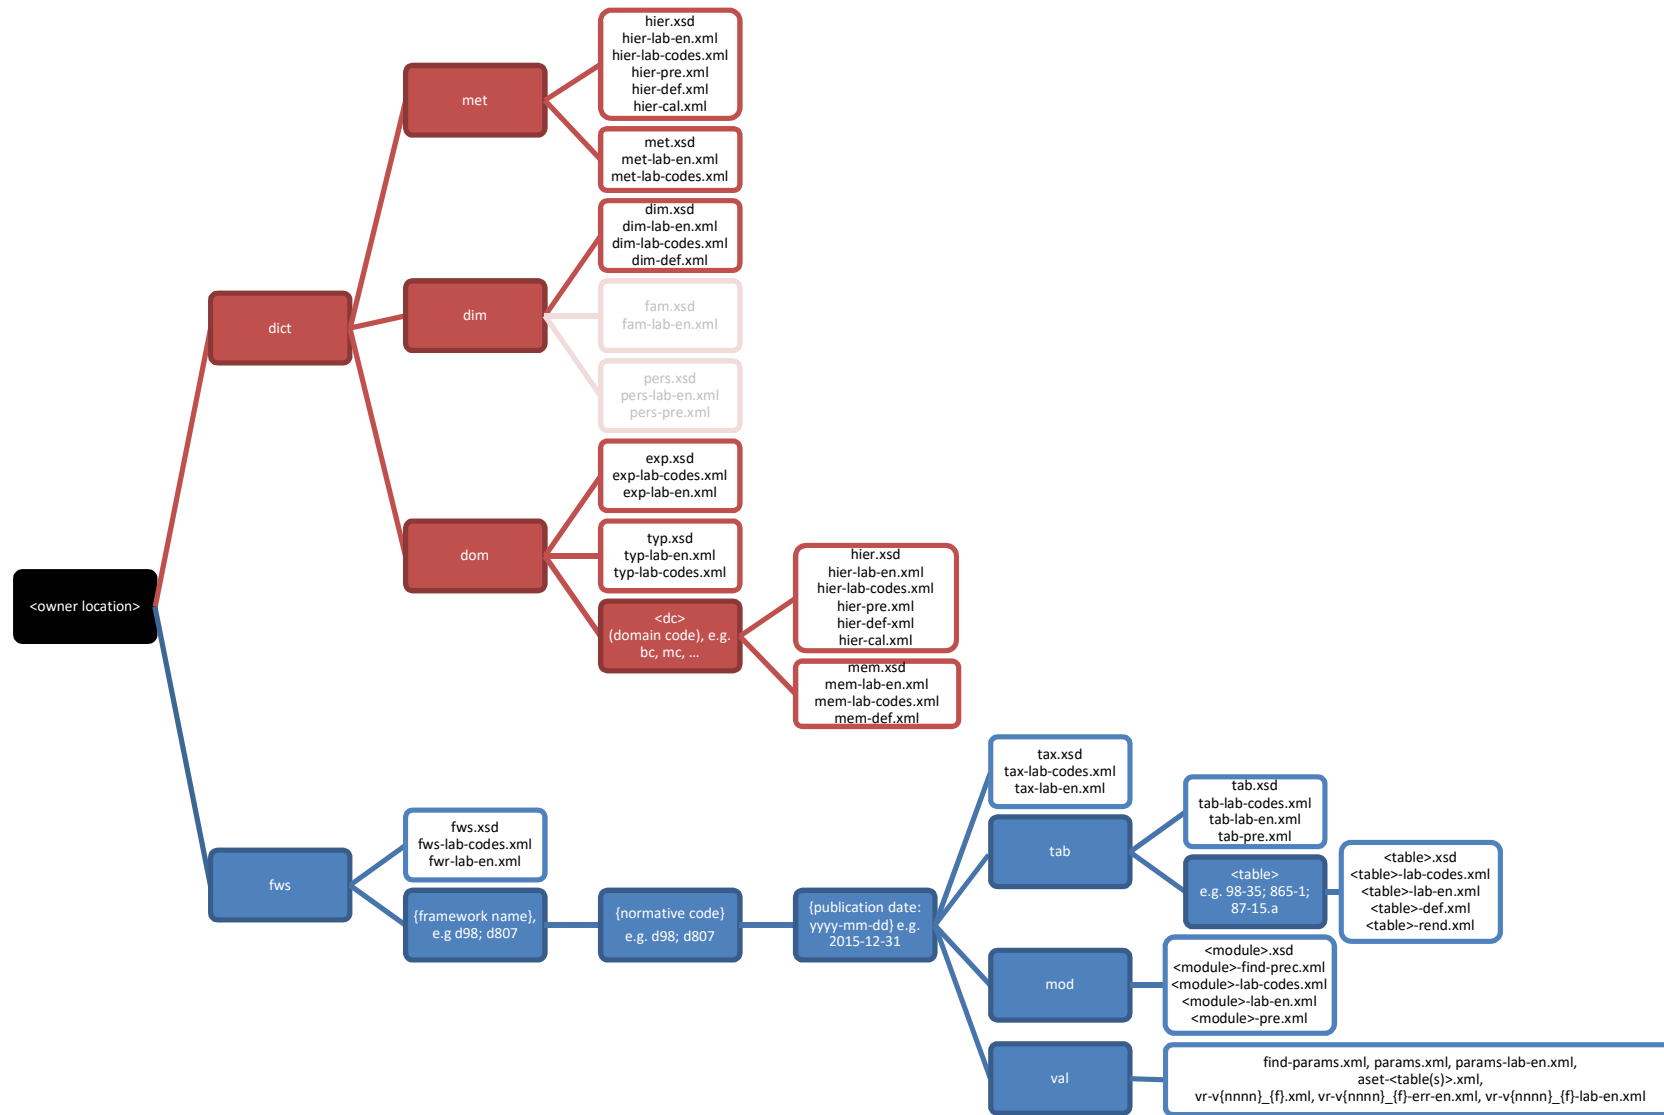 hier.xsd
hier-lab-en.xml
hier-lab-codes.xml
hier-pre.xml
hier-def.xml
hier-cal.xml
met
met.xsd
met-lab-en.xml
met-lab-codes.xml
dim.xsd
dim-lab-en.xml
dim-lab-codes.xml
dim-def.xml
dict
dim
fam.xsd
fam-lab-en.xml
pers.xsd
pers-lab-en.xml
pers-pre.xml
exp.xsd
exp-lab-codes.xml
exp-lab-en.xml
dom
typ.xsd
typ-lab-en.xml
typ-lab-codes.xml
<owner location>
<dc>
(domain code), e.g.
bc, mc, ...
hier.xsd
hier-lab-en.xml
hier-lab-codes.xml
hier-pre.xml
hier-def-xml
hier-cal.xml
mem.xsd
mem-lab-en.xml
mem-lab-codes.xml
mem-def.xml
fws
fws.xsd
fws-lab-codes.xml
fwr-lab-en.xml
{framework name},
e.g d98; d807
{normative code}
e.g. d98; d807
{publication date:
yyyy-mm-dd} e.g.
2015-12-31
tax.xsd
tax-lab-codes.xml
tax-lab-en.xml
tab
tab.xsd
tab-lab-codes.xml
tab-lab-en.xml
tab-pre.xml
<table>
e.g. 98-35; 865-1;
87-15.a
<table>.xsd
<table>-lab-codes.xml
<table>-lab-en.xml
<table>-def.xml
<table>-rend.xml
mod
<module>.xsd
<module>-find-prec.xml
<module>-lab-codes.xml
<module>-lab-en.xml
<module>-pre.xml
val
find-params.xml, params.xml, params-lab-en.xml,
aset-<table(s)>.xml,
vr-v{nnnn}_{f}.xml, vr-v{nnnn}_{f}-err-en.xml, vr-v{nnnn}_{f}-lab-en.xml